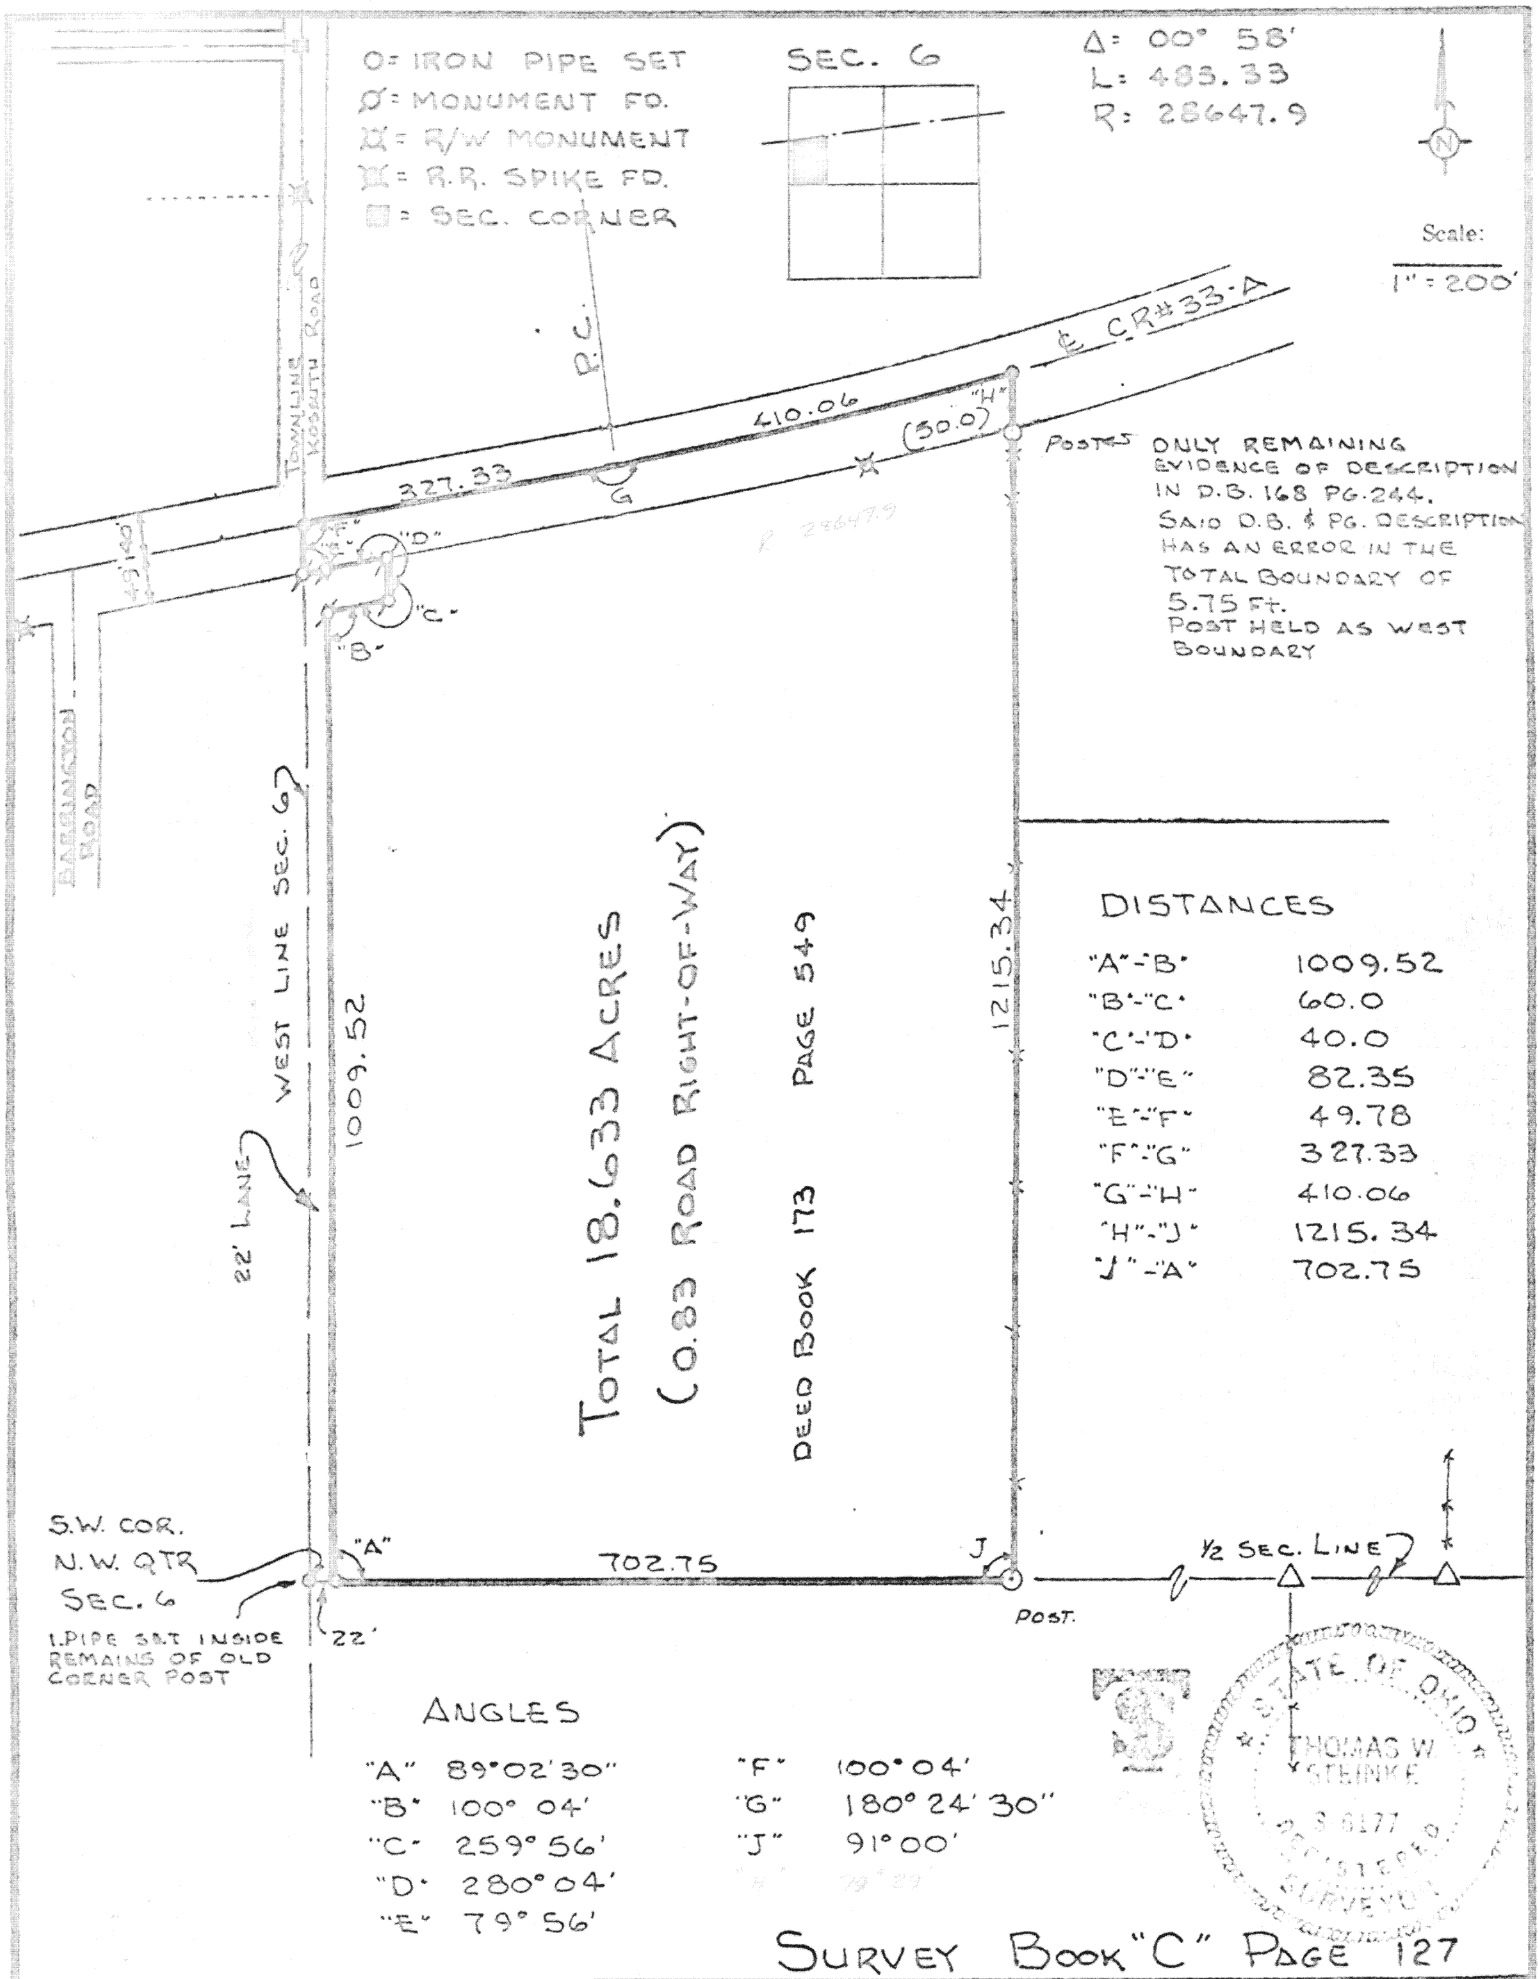 O= IRON PIPE SET
Ø= MONUMENT FD.
= R/W MONUMENT
= R.R. SPIKE FD.
= SEC. CORNER
SEC. 6
Δ= 00° 58'
L= 483.33
R= 28647.9
N
Scale:
1" = 200'
TOWNLINE
KOSSUTH ROAD
P.C.
℄ CR#33-A
410.06
"H"
(50.0)
327.33
G
"F"
"E"
"D"
"C"
"B"
R 28647.9
POSTS
ONLY REMAINING
EVIDENCE OF DESCRIPTION
IN D.B. 168 PG. 244.
SAID D.B. & PG. DESCRIPTION
HAS AN ERROR IN THE
TOTAL BOUNDARY OF
5.75 Ft.
POST HELD AS WEST
BOUNDARY
BARRINGTON
ROAD
WEST LINE SEC. 6
22' LANE
1009.52
TOTAL 18.633 ACRES
(0.83 ROAD RIGHT-OF-WAY)
DEED BOOK 173 PAGE 549
1215.34
DISTANCES
"A"-"B" 1009.52
"B"-"C" 60.0
"C"-"D" 40.0
"D"-"E" 82.35
"E"-"F" 49.78
"F"-"G" 327.33
"G"-"H" 410.06
"H"-"J" 1215.34
"J"-"A" 702.75
S.W. COR.
N.W. QTR
SEC. 6
I.PIPE SET INSIDE
REMAINS OF OLD
CORNER POST
22'
"A"
702.75
J
POST.
½ SEC. LINE
ANGLES
"A" 89°02'30"
"B" 100° 04'
"C" 259° 56'
"D" 280° 04'
"E" 79° 56'
"F" 100° 04'
"G" 180° 24' 30"
"J" 91° 00'
STATE OF OHIO
THOMAS W
STEINKE
REGISTERED
SURVEYOR
SURVEY BOOK "C" PAGE 127